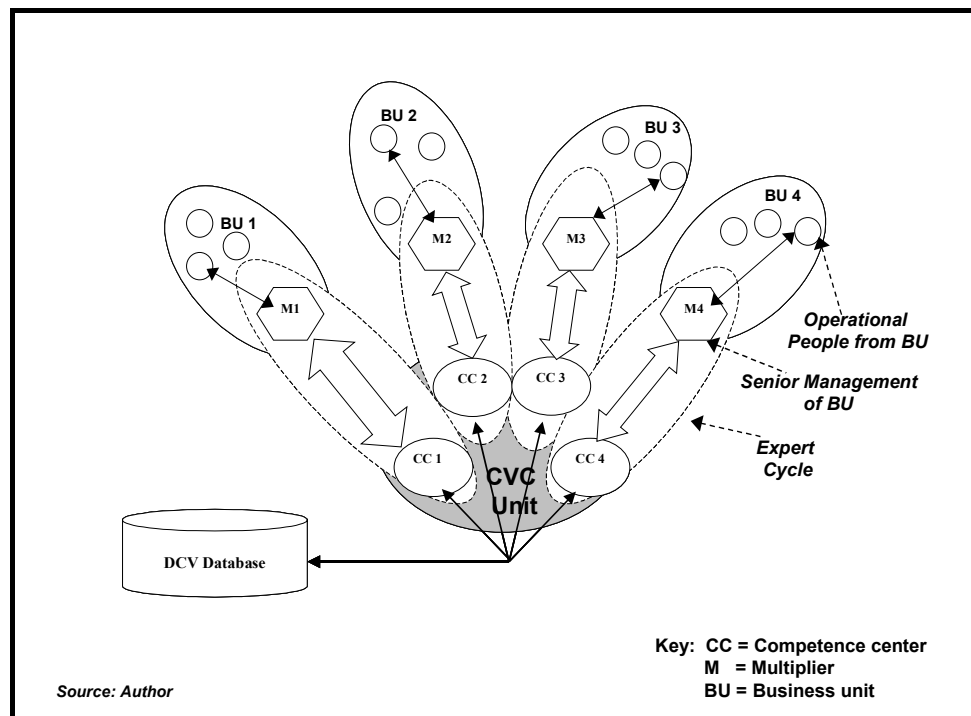 BU 2
BU 3
BU 1
BU 4
M2
M3
M1
M4
Operational
People from BU
CC 2
CC 3
Senior Management
of BU
CC 1
CC 4
Expert
Cycle
CVC
Unit
DCV Database
Key: CC = Competence center
M = Multiplier
BU = Business unit
Source: Author